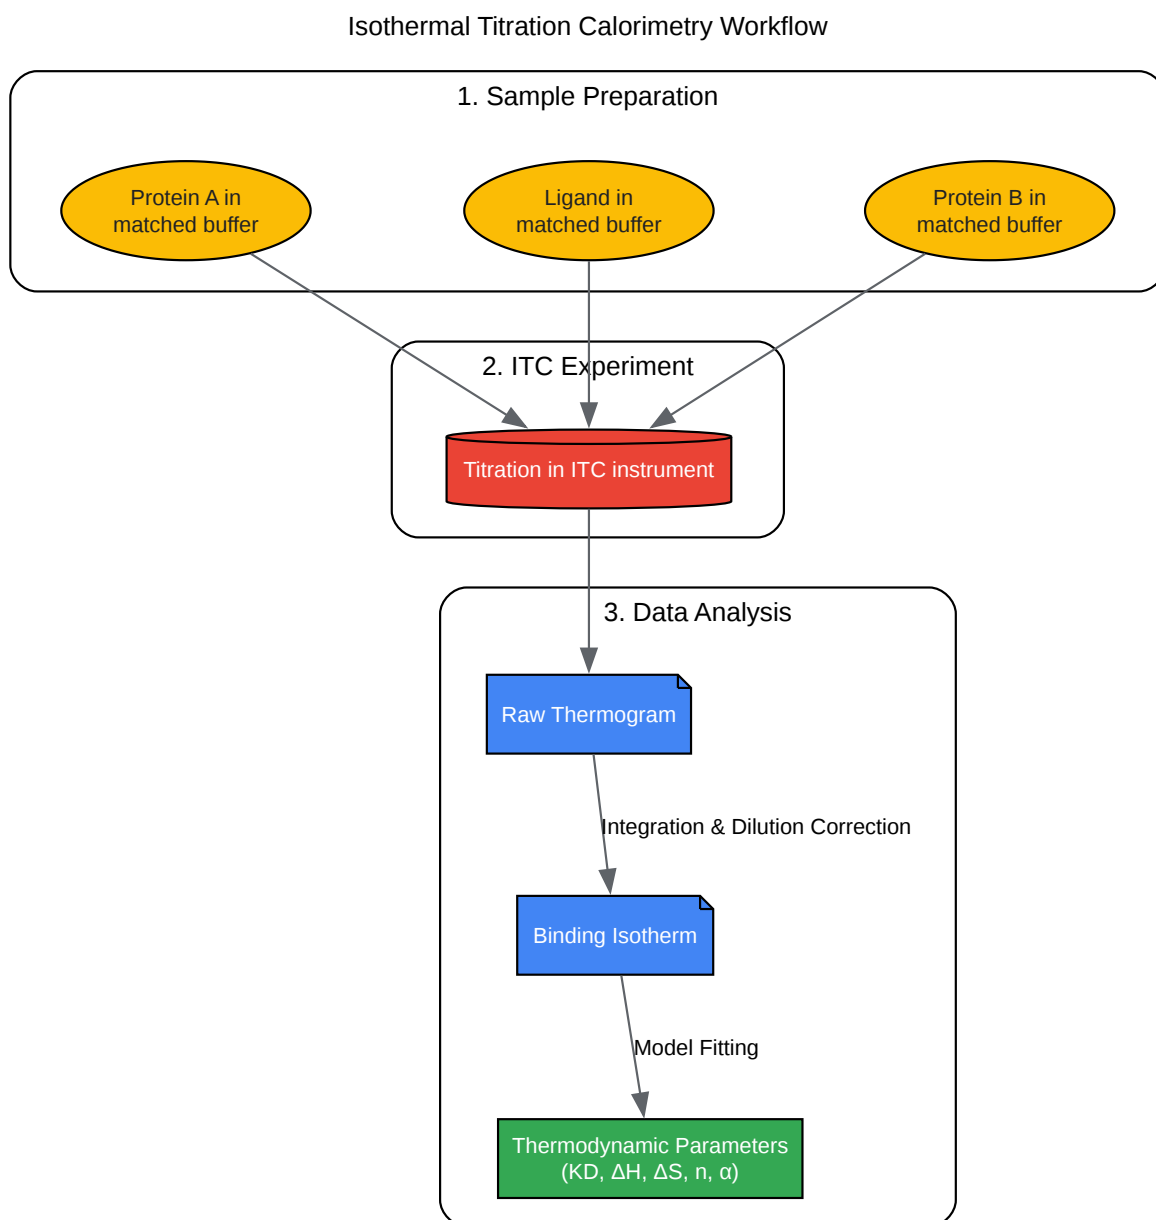 Isothermal Titration Calorimetry Workflow
1. Sample Preparation
Protein A in
matched buffer
Ligand in
matched buffer
Protein B in
matched buffer
2. ITC Experiment
Titration in ITC instrument
3. Data Analysis
Raw Thermogram
Integration & Dilution Correction
Binding Isotherm
Model Fitting
Thermodynamic Parameters
(KD, ΔH, ΔS, n, α)